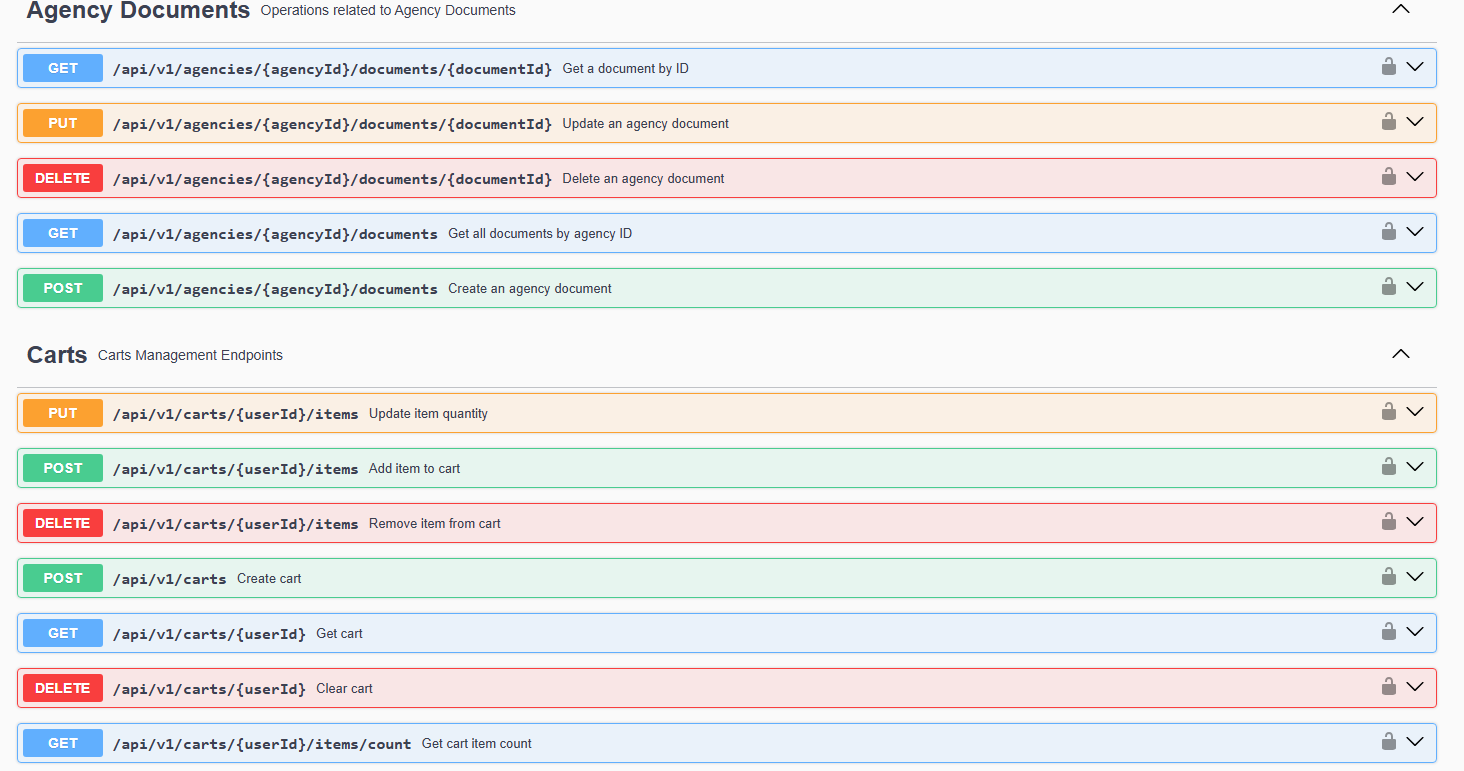 Agency Documents Operations related to Agency Documents
GET /api/v1/agencies/{agencyId}/documents/{documentId} Get a document by ID
PUT /api/v1/agencies/{agencyId}/documents/{documentId} Update an agency document
DELETE /api/v1/agencies/{agencyId}/documents/{documentId} Delete an agency document
GET /api/v1/agencies/{agencyId}/documents Get all documents by agency ID
POST /api/v1/agencies/{agencyId}/documents Create an agency document
Carts Carts Management Endpoints
PUT /api/v1/carts/{userId}/items Update item quantity
POST /api/v1/carts/{userId}/items Add item to cart
DELETE /api/v1/carts/{userId}/items Remove item from cart
POST /api/v1/carts Create cart
GET /api/v1/carts/{userId} Get cart
DELETE /api/v1/carts/{userId} Clear cart
GET /api/v1/carts/{userId}/items/count Get cart item count